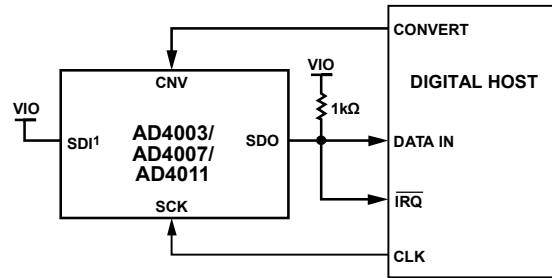 CONVERT
VIO
CNV
DIGITAL HOST
VIO
1kΩ
SDI1
AD4003/
AD4007/
AD4011
SDO
DATA IN
IRQ
SCK
CLK